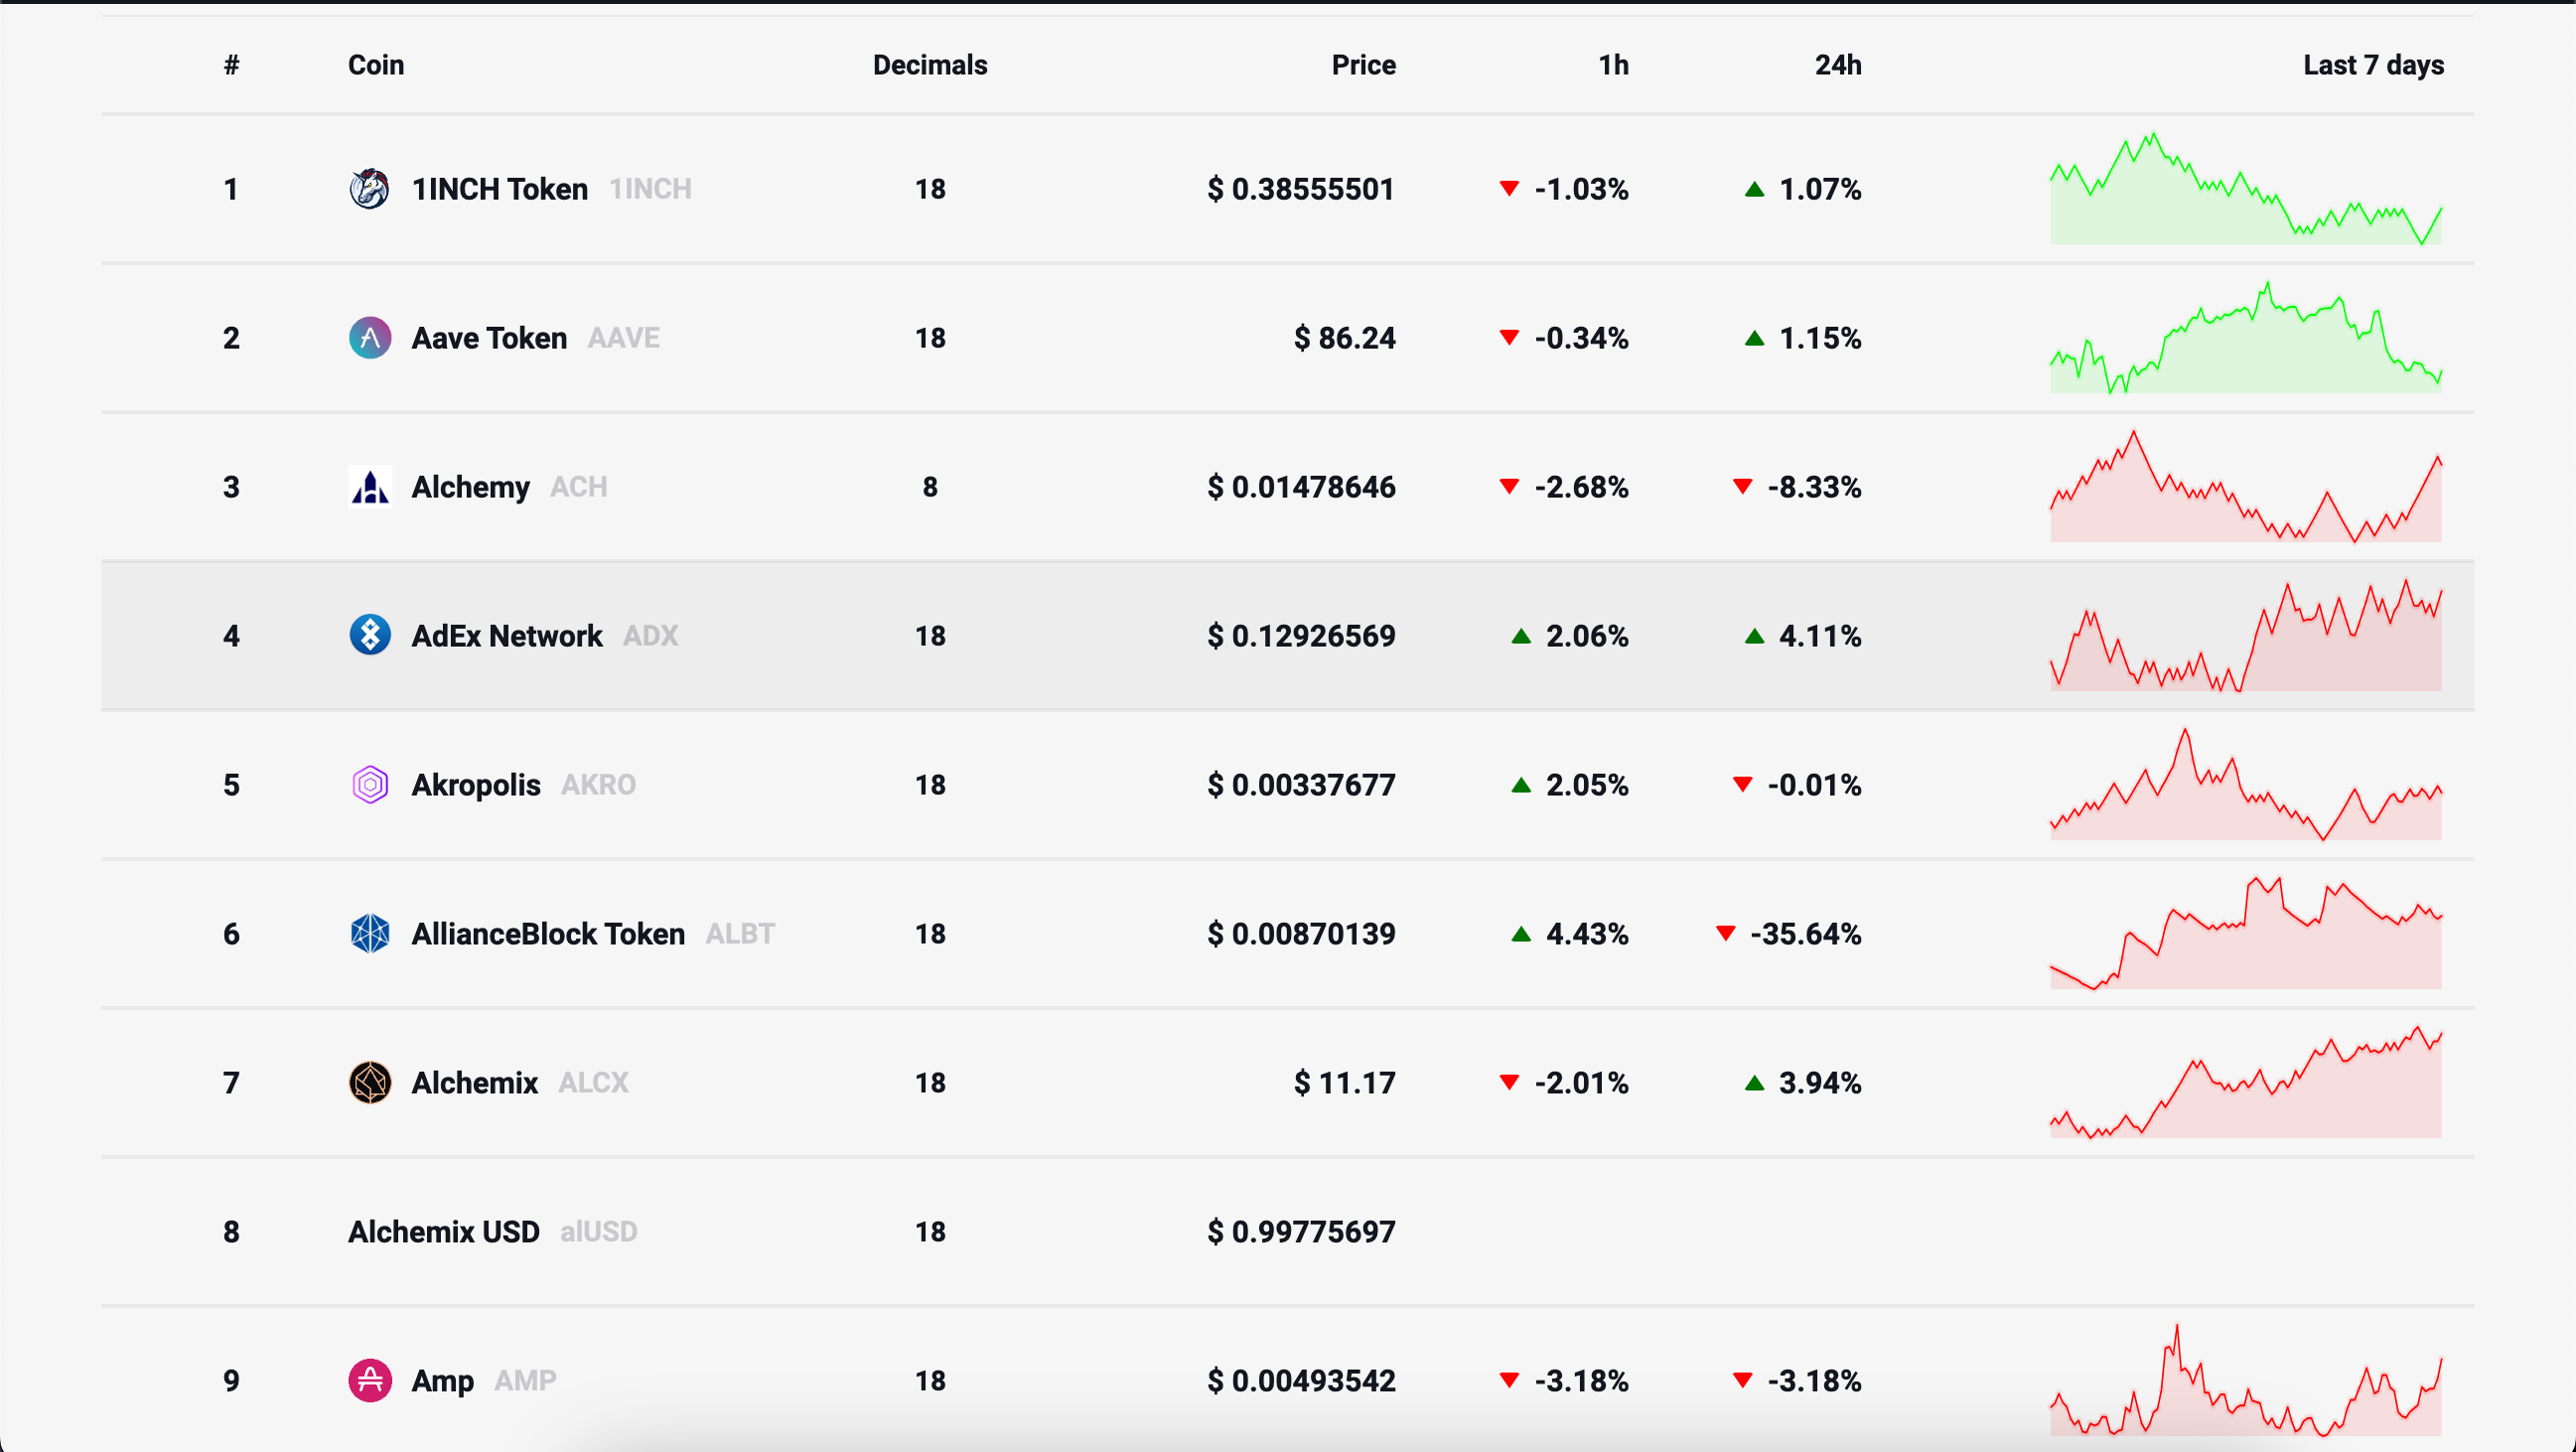 # Coin Decimals Price 1h 24h Last 7 days
1 1INCH Token 1INCH 18 $ 0.38555501 -1.03% 1.07%
2 Aave Token AAVE 18 $ 86.24 -0.34% 1.15%
3 Alchemy ACH 8 $ 0.01478646 -2.68% -8.33%
4 AdEx Network ADX 18 $ 0.12926569 2.06% 4.11%
5 Akropolis AKRO 18 $ 0.00337677 2.05% -0.01%
6 AllianceBlock Token ALBT 18 $ 0.00870139 4.43% -35.64%
7 Alchemix ALCX 18 $ 11.17 -2.01% 3.94%
8 Alchemix USD alUSD 18 $ 0.99775697
9 Amp AMP 18 $ 0.00493542 -3.18% -3.18%